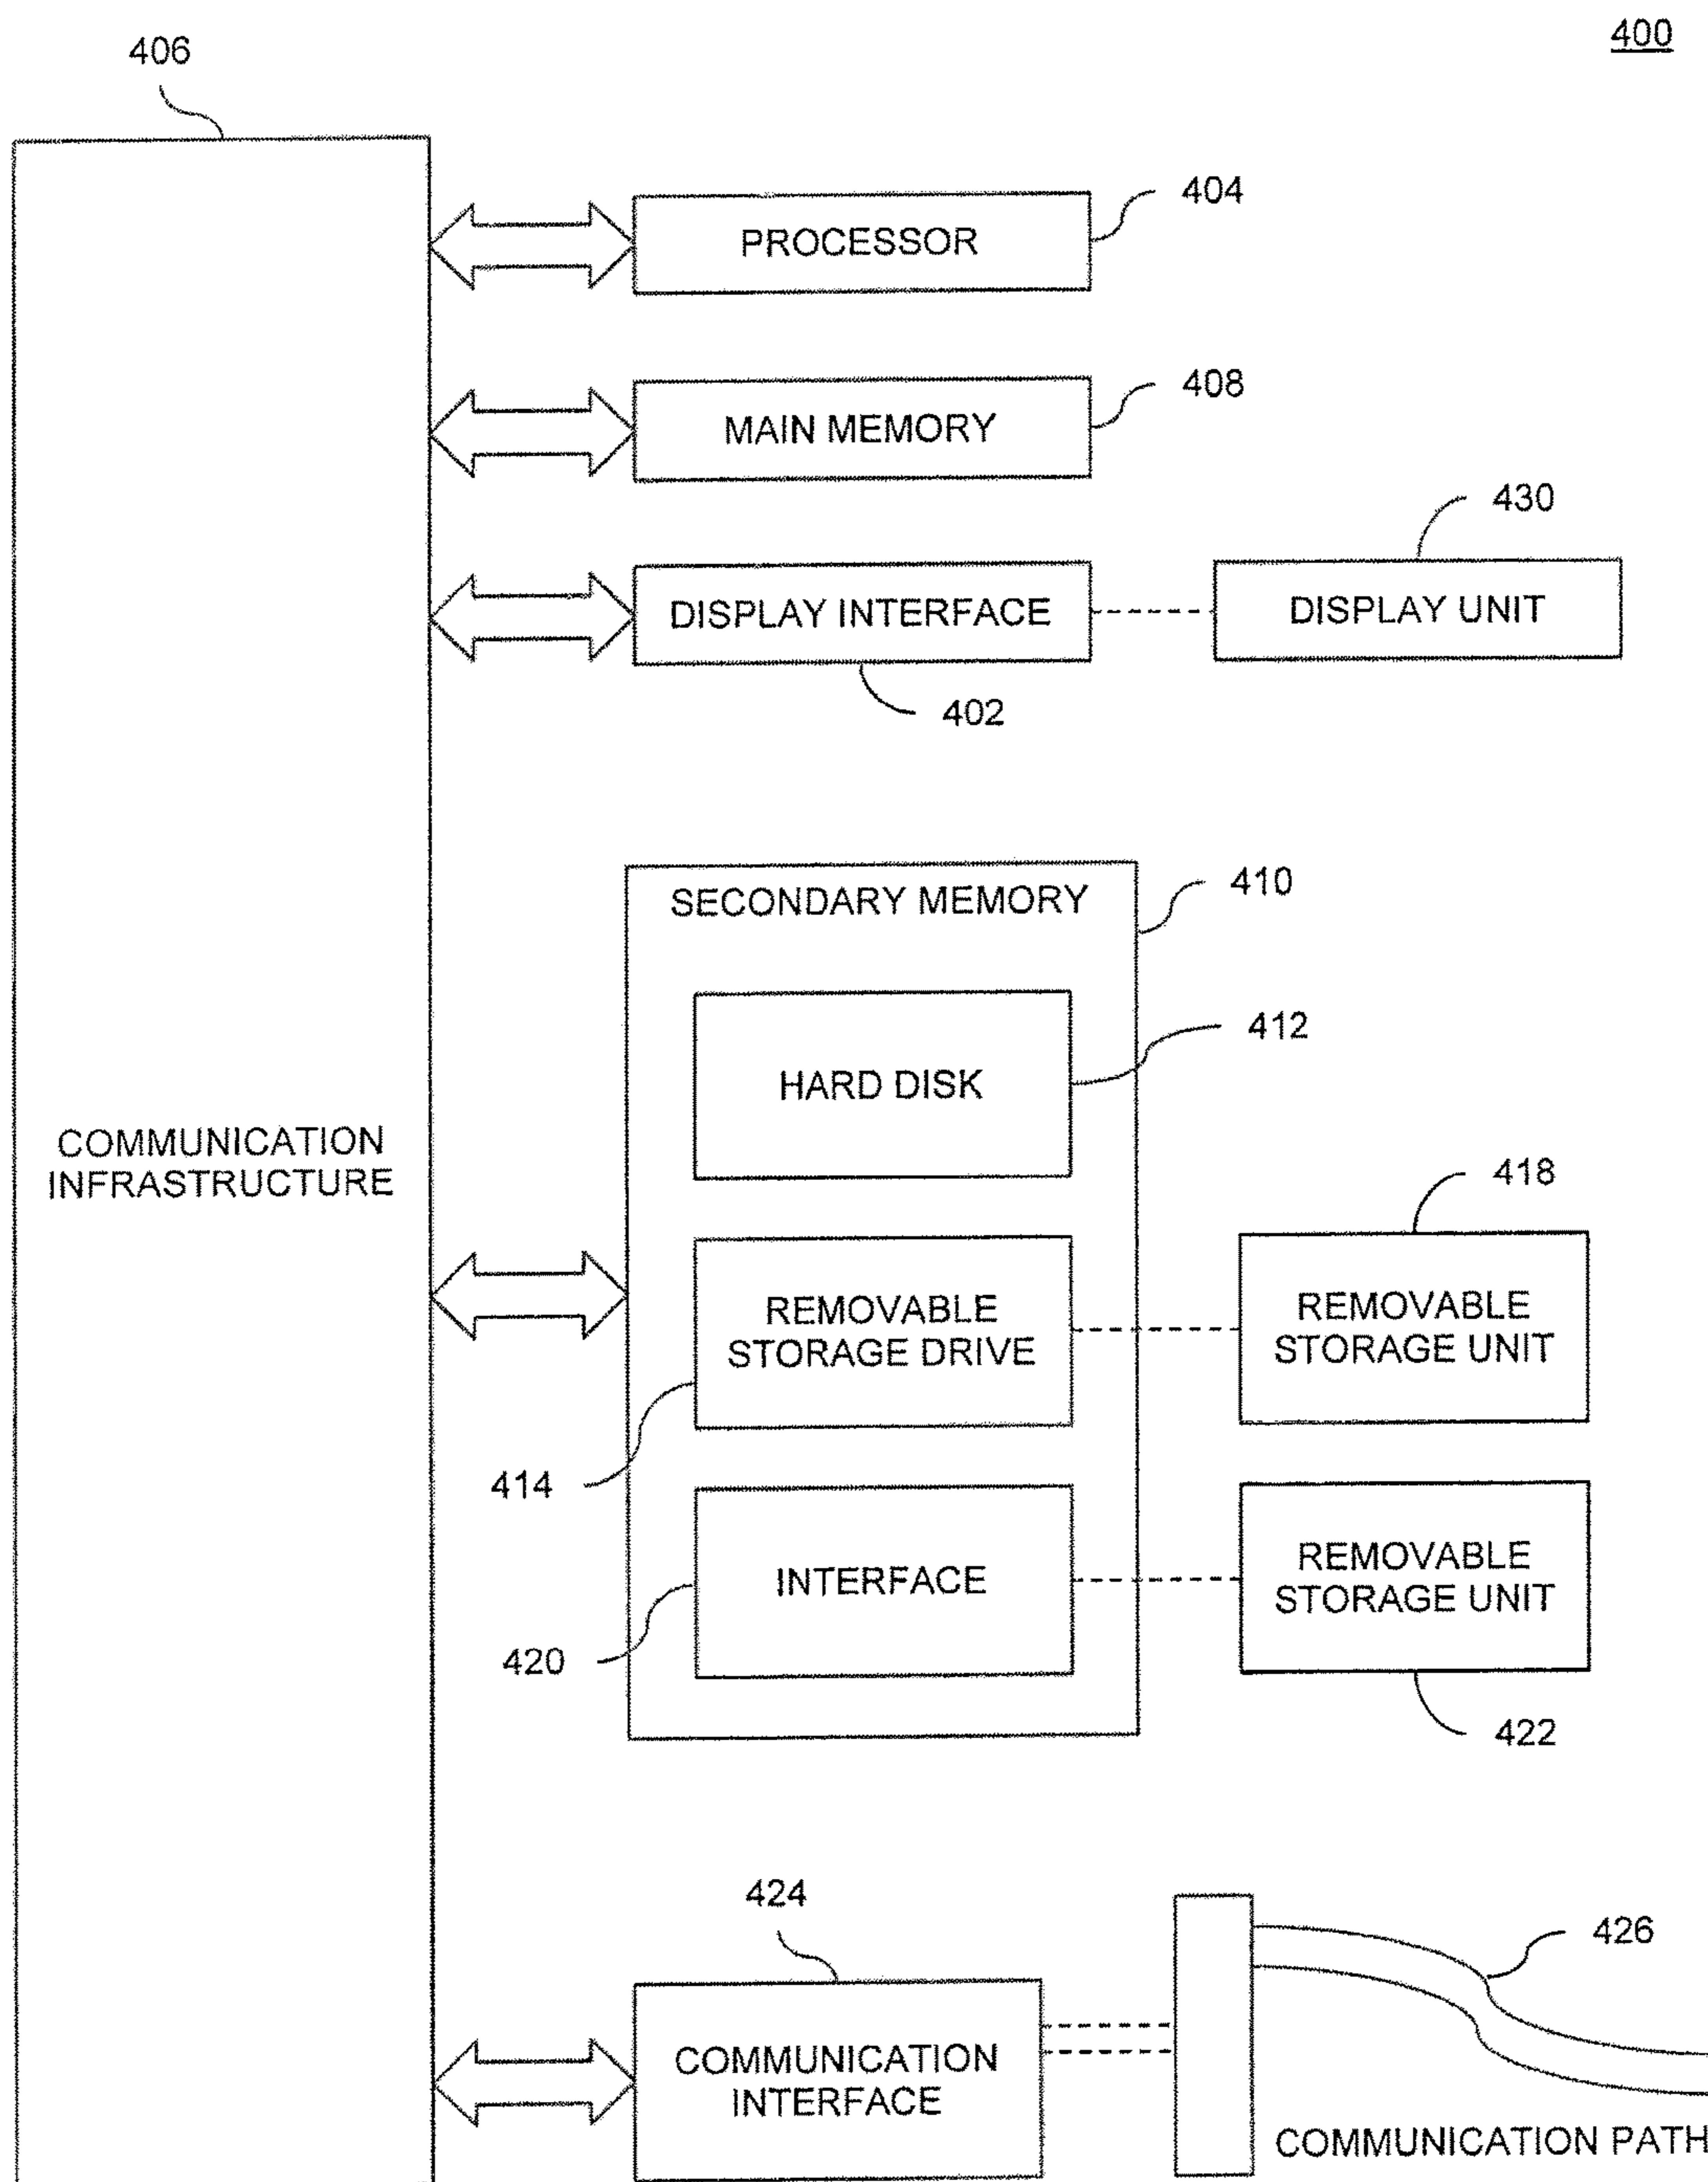 400
406
404
PROCESSOR
408
MAIN MEMORY
430
DISPLAY INTERFACE
DISPLAY UNIT
402
410
SECONDARY MEMORY
412
HARD DISK
COMMUNICATION
INFRASTRUCTURE
418
REMOVABLE
STORAGE DRIVE
REMOVABLE
STORAGE UNIT
414
INTERFACE
REMOVABLE
STORAGE UNIT
420
422
424
426
COMMUNICATION
INTERFACE
COMMUNICATION PATH